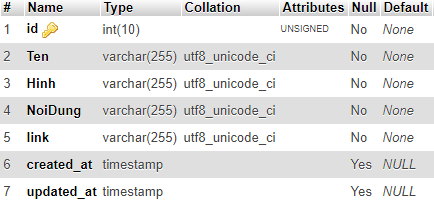 # Name Type Collation Attributes Null Default
1 id int(10) UNSIGNED No None
2 Ten varchar(255) utf8_unicode_ci No None
3 Hinh varchar(255) utf8_unicode_ci No None
4 NoiDung varchar(255) utf8_unicode_ci No None
5 link varchar(255) utf8_unicode_ci No None
6 created_at timestamp Yes NULL
7 updated_at timestamp Yes NULL